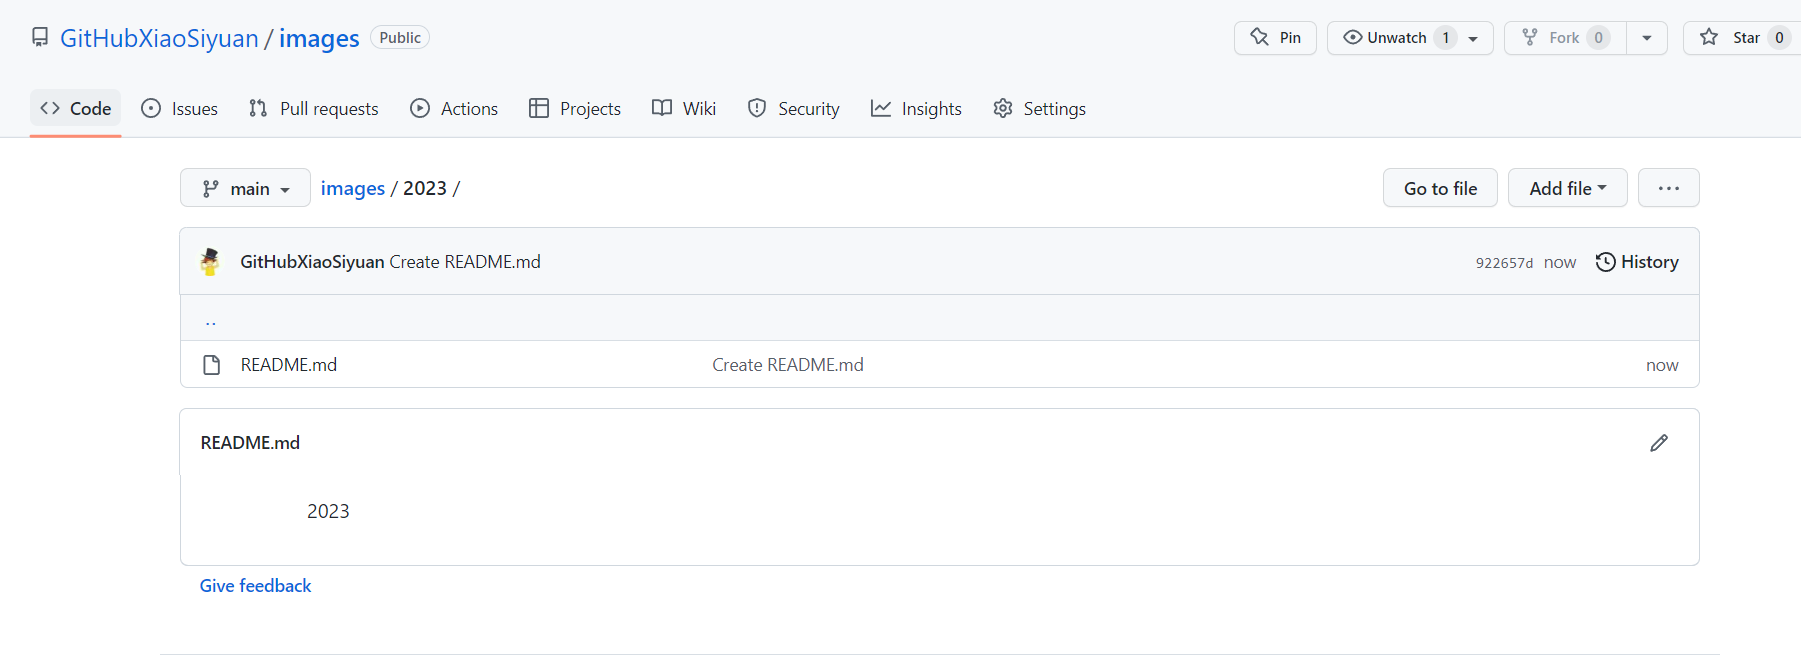 GitHubXiaoSiyuan / images Public Pin Unwatch 1 Fork 0 Star 0
Code Issues Pull requests Actions Projects Wiki Security Insights Settings
main images / 2023 / Go to file Add file ...
GitHubXiaoSiyuan Create README.md 922657d now History
..
README.md Create README.md now
README.md
2023
Give feedback